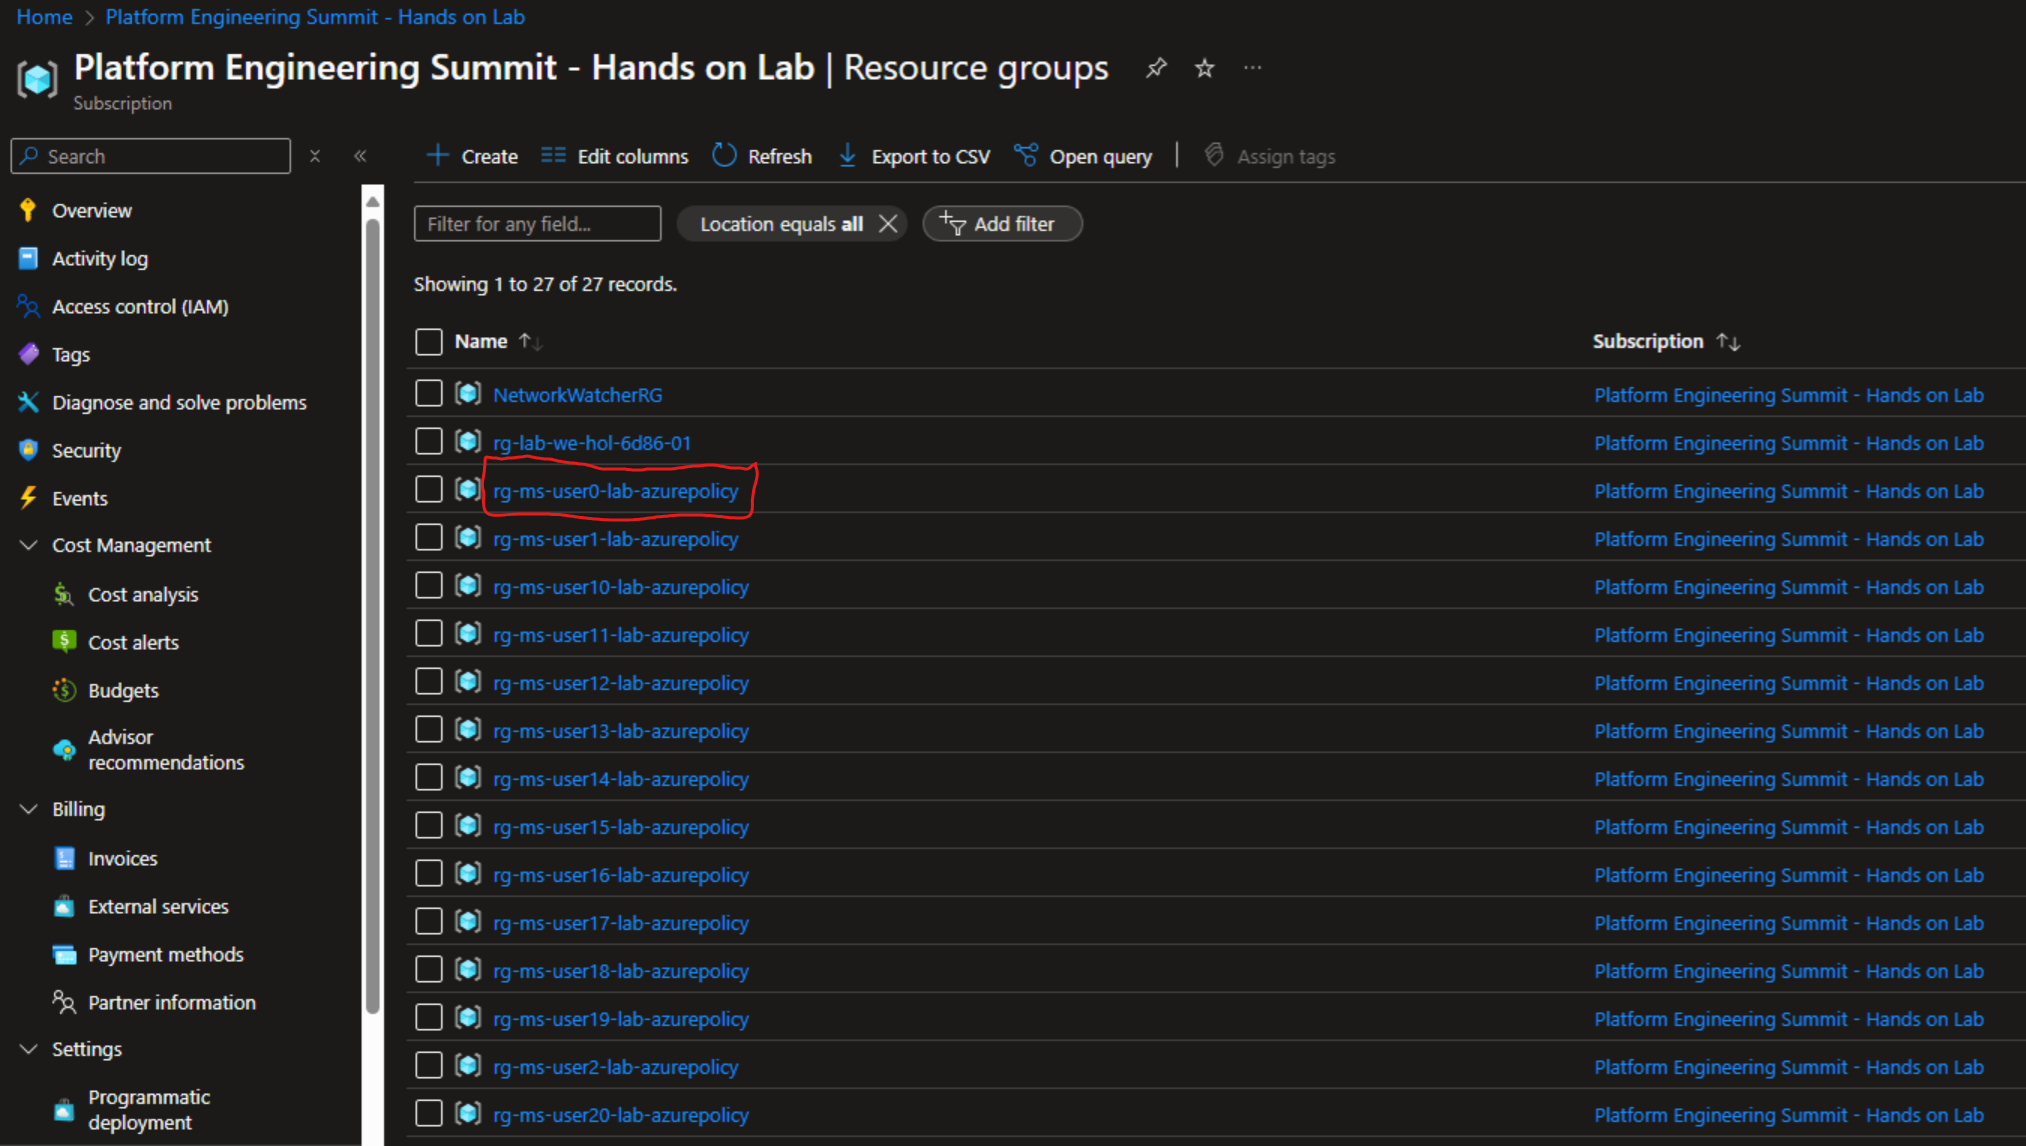 Home > Platform Engineering Summit - Hands on Lab
Platform Engineering Summit - Hands on Lab | Resource groups
Subscription
Search
Overview
Activity log
Access control (IAM)
Tags
Diagnose and solve problems
Security
Events
Cost Management
Cost analysis
Cost alerts
Budgets
Advisor
recommendations
Billing
Invoices
External services
Payment methods
Partner information
Settings
Programmatic
deployment
Create Edit columns Refresh Export to CSV Open query | Assign tags
Filter for any field... Location equals all Add filter
Showing 1 to 27 of 27 records.
Name Subscription
NetworkWatcherRG Platform Engineering Summit - Hands on Lab
rg-lab-we-hol-6d86-01 Platform Engineering Summit - Hands on Lab
rg-ms-user0-lab-azurepolicy Platform Engineering Summit - Hands on Lab
rg-ms-user1-lab-azurepolicy Platform Engineering Summit - Hands on Lab
rg-ms-user10-lab-azurepolicy Platform Engineering Summit - Hands on Lab
rg-ms-user11-lab-azurepolicy Platform Engineering Summit - Hands on Lab
rg-ms-user12-lab-azurepolicy Platform Engineering Summit - Hands on Lab
rg-ms-user13-lab-azurepolicy Platform Engineering Summit - Hands on Lab
rg-ms-user14-lab-azurepolicy Platform Engineering Summit - Hands on Lab
rg-ms-user15-lab-azurepolicy Platform Engineering Summit - Hands on Lab
rg-ms-user16-lab-azurepolicy Platform Engineering Summit - Hands on Lab
rg-ms-user17-lab-azurepolicy Platform Engineering Summit - Hands on Lab
rg-ms-user18-lab-azurepolicy Platform Engineering Summit - Hands on Lab
rg-ms-user19-lab-azurepolicy Platform Engineering Summit - Hands on Lab
rg-ms-user2-lab-azurepolicy Platform Engineering Summit - Hands on Lab
rg-ms-user20-lab-azurepolicy Platform Engineering Summit - Hands on Lab